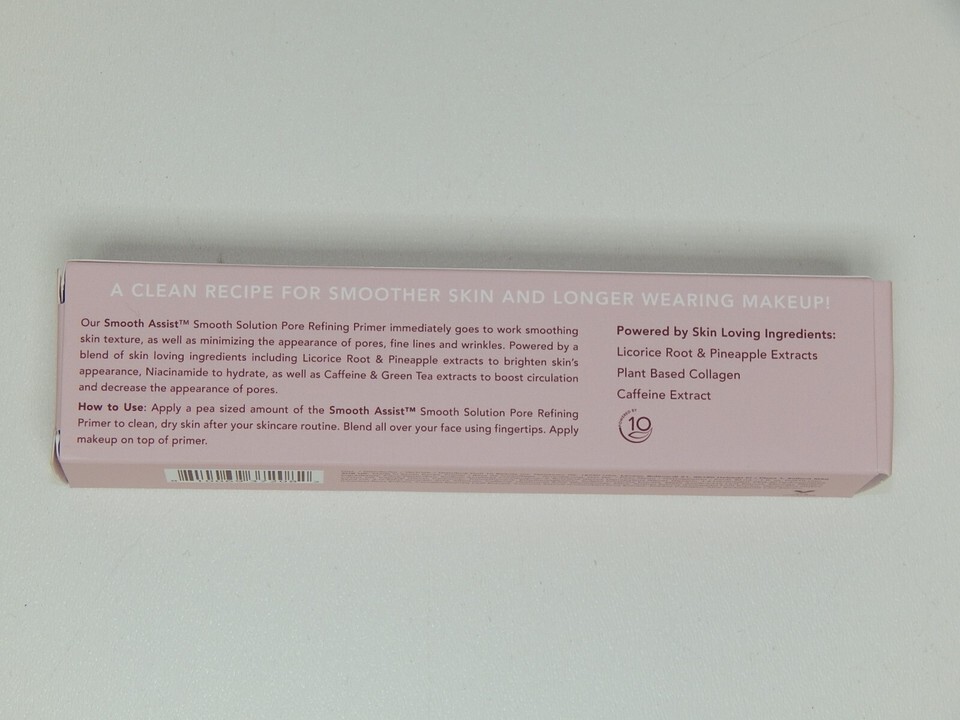 A CLEAN RECIPE FOR SMOOTHER SKIN AND LONGER WEARING MAKEUP!
Our Smooth Assist™ Smooth Solution Pore Refining Primer immediately goes to work smoothing
skin texture, as well as minimizing the appearance of pores, fine lines and wrinkles. Powered by a
blend of skin loving ingredients including Licorice Root & Pineapple extracts to brighten skin's
appearance, Niacinamide to hydrate, as well as Caffeine & Green Tea extracts to boost circulation
and decrease the appearance of pores.
How to Use: Apply a pea sized amount of the Smooth Assist™ Smooth Solution Pore Refining
Primer to clean, dry skin after your skincare routine. Blend all over your face using fingertips. Apply
makeup on top of primer.
Powered by Skin Loving Ingredients:
Licorice Root & Pineapple Extracts
Plant Based Collagen
Caffeine Extract
10